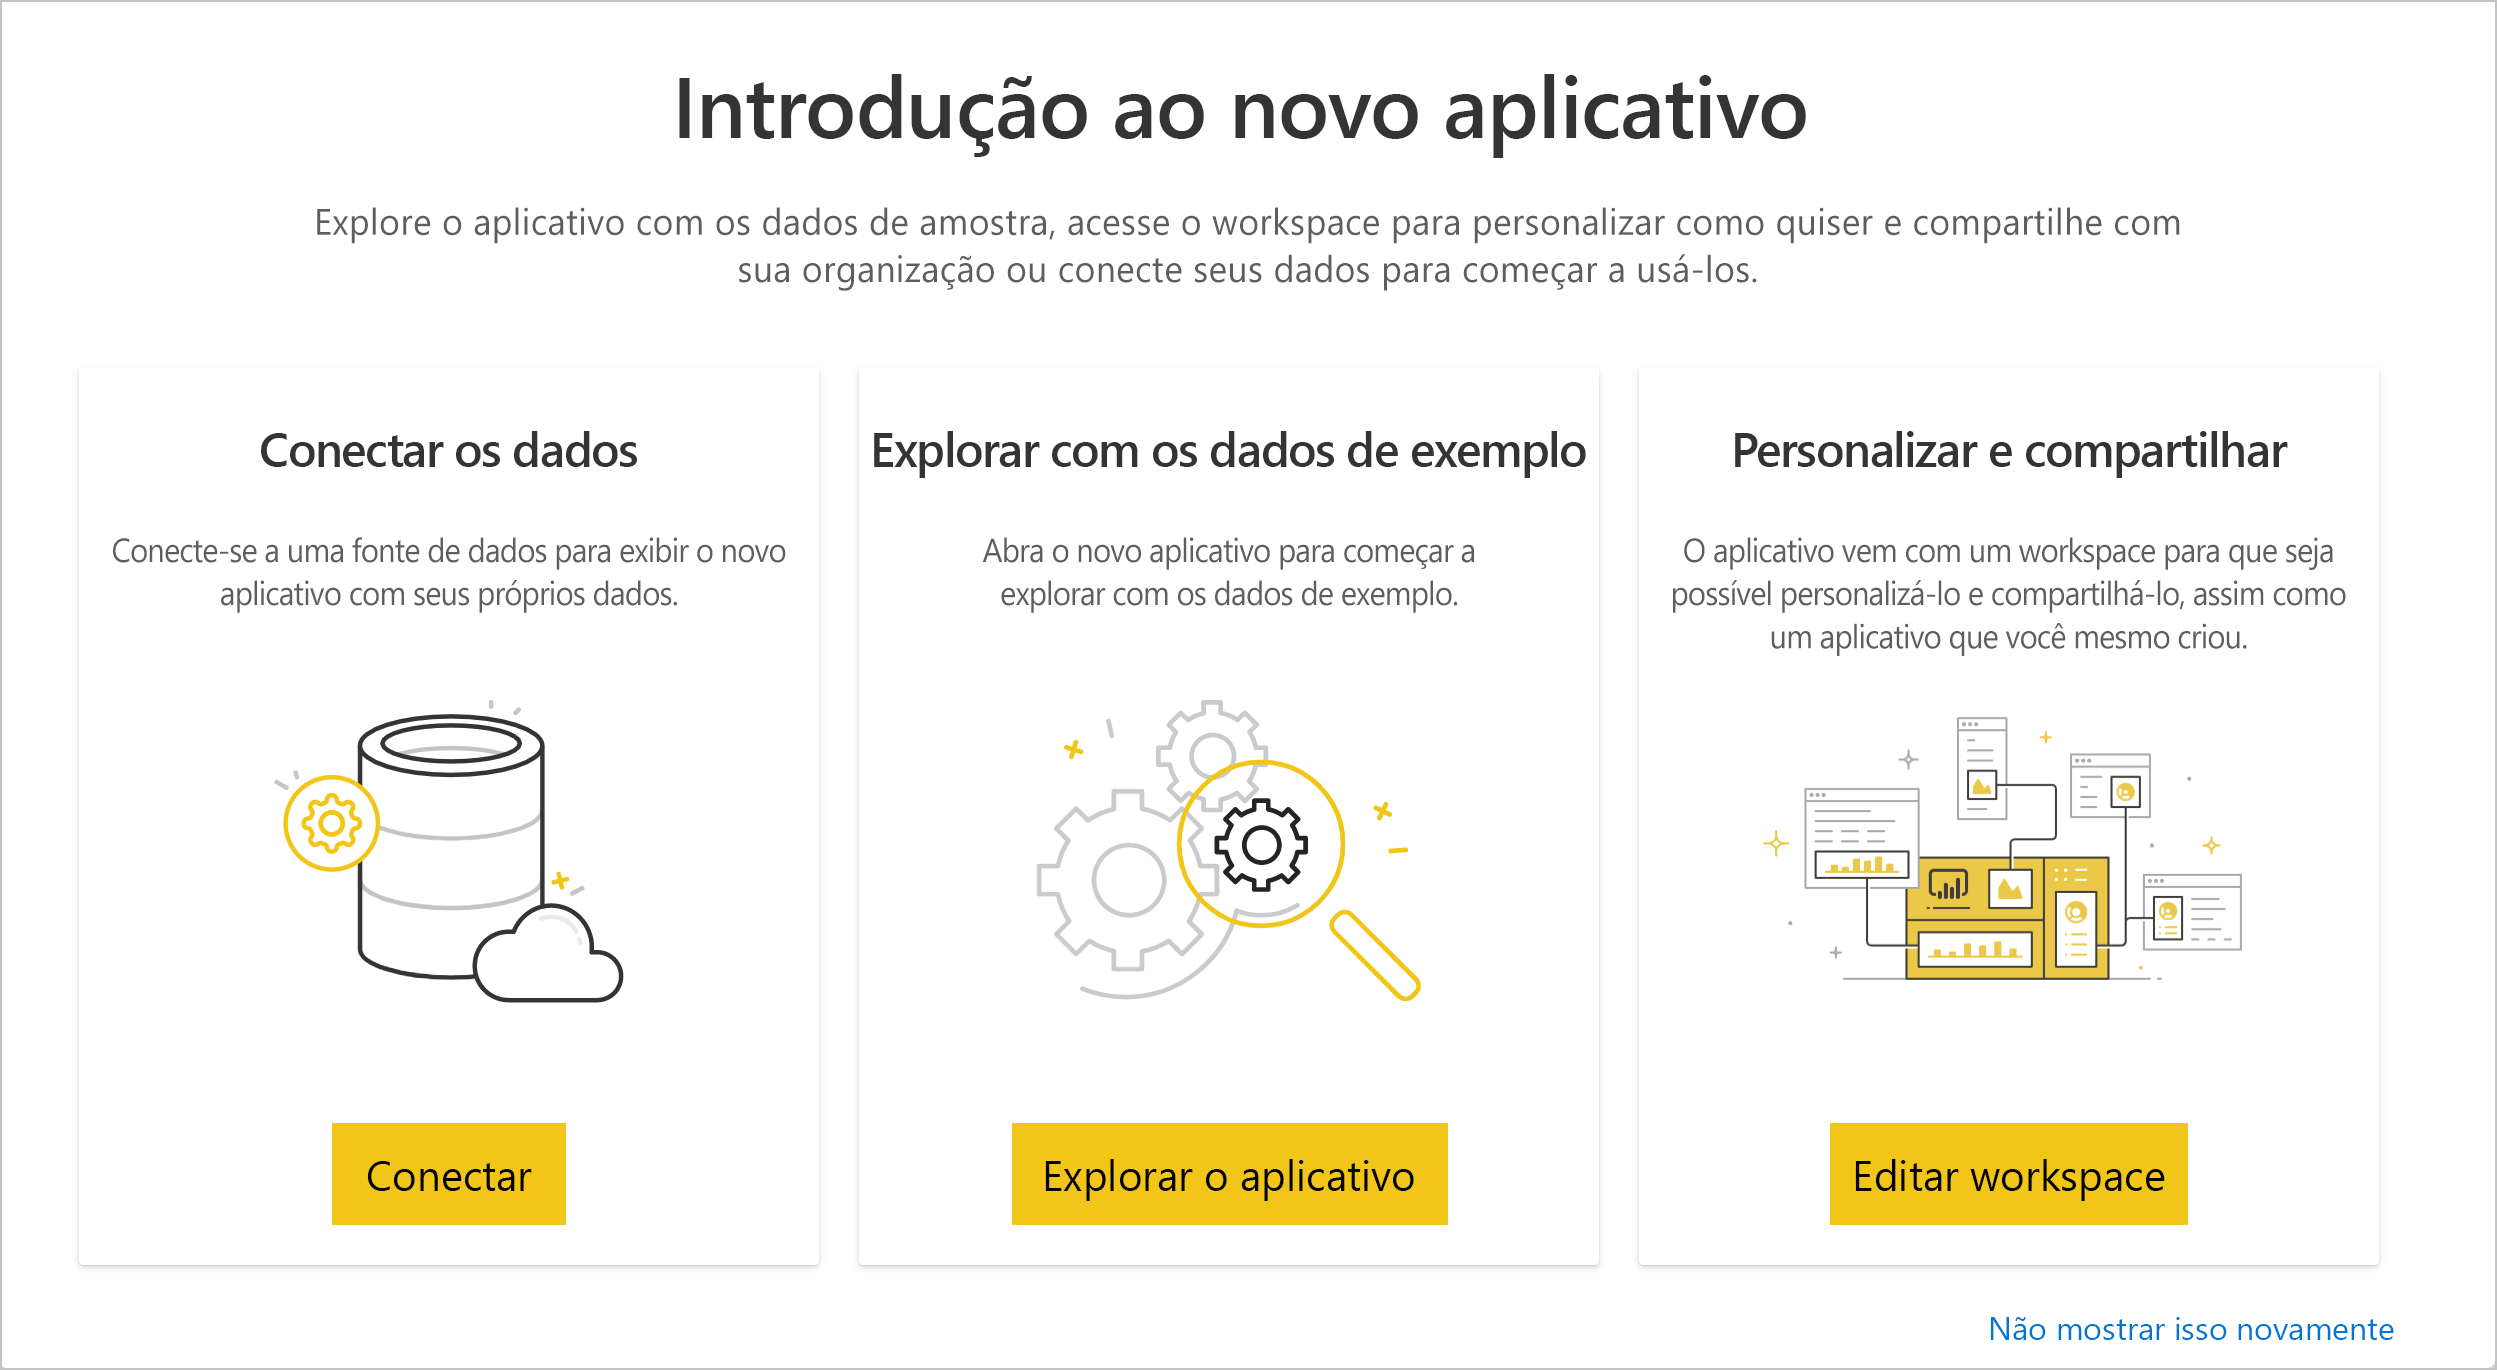 Introdução ao novo aplicativo
Explore o aplicativo com os dados de amostra, acesse o workspace para personalizar como quiser e compartilhe com
sua organização ou conecte seus dados para começar a usá-los.
Conectar os dados
Conecte-se a uma fonte de dados para exibir o novo
aplicativo com seus próprios dados.
Conectar
Explorar com os dados de exemplo
Abra o novo aplicativo para começar a
explorar com os dados de exemplo.
Explorar o aplicativo
Personalizar e compartilhar
O aplicativo vem com um workspace para que seja
possível personalizá-lo e compartilhá-lo, assim como
um aplicativo que você mesmo criou.
Editar workspace
Não mostrar isso novamente